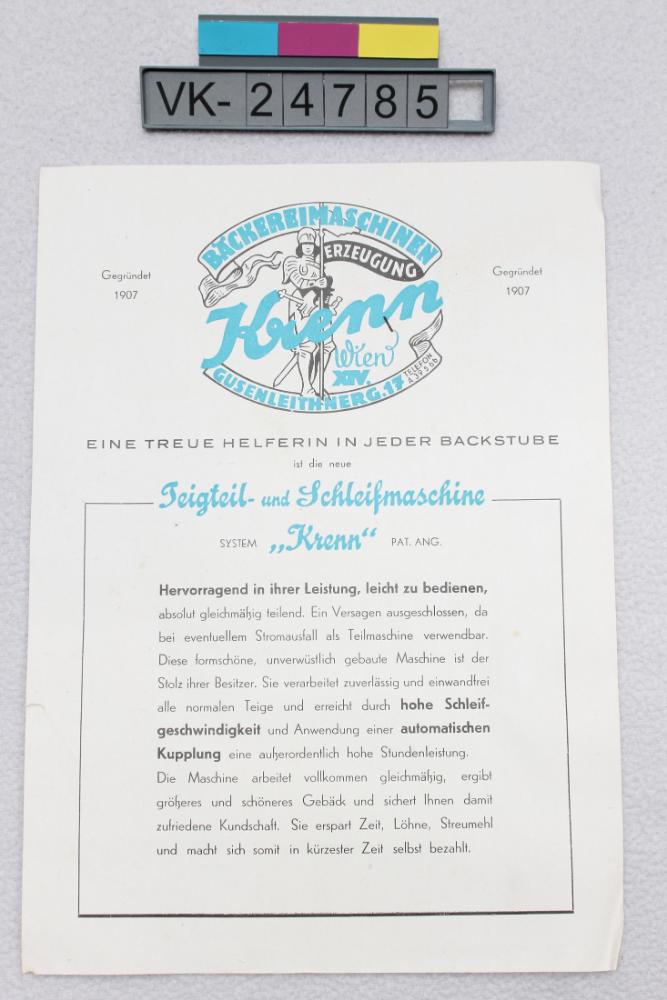 VK-24785
BÄCKEREIMASCHINEN
ERZEUGUNG
Krenn
Wien
XIV.
GUSENLEITHNERG. 17
TELEFON
A 39-5-66
Gegründet
1907
Gegründet
1907
EINE TREUE HELFERIN IN JEDER BACKSTUBE
ist die neue
Teigteil- und Schleifmaschine
SYSTEM „Krenn“ PAT. ANG.
Hervorragend in ihrer Leistung, leicht zu bedienen,
absolut gleichmäßig teilend. Ein Versagen ausgeschlossen, da
bei eventuellem Stromausfall als Teilmaschine verwendbar.
Diese formschöne, unverwüstlich gebaute Maschine ist der
Stolz ihrer Besitzer. Sie verarbeitet zuverlässig und einwandfrei
alle normalen Teige und erreicht durch hohe Schleif-
geschwindigkeit und Anwendung einer automatischen
Kupplung eine außerordentlich hohe Stundenleistung.
Die Maschine arbeitet vollkommen gleichmäßig, ergibt
größeres und schöneres Gebäck und sichert Ihnen damit
zufriedene Kundschaft. Sie erspart Zeit, Löhne, Streumehl
und macht sich somit in kürzester Zeit selbst bezahlt.